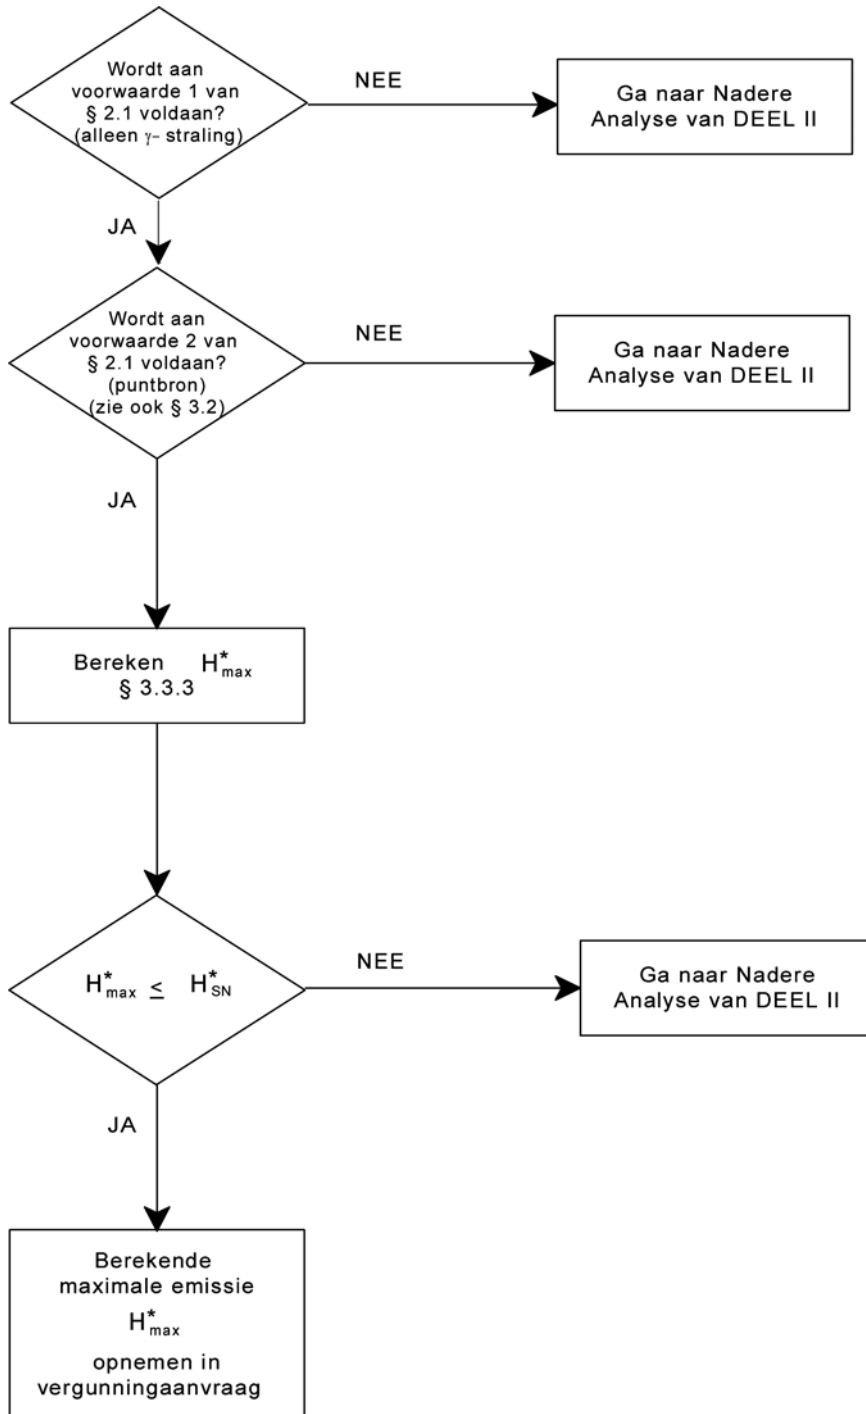 Wordt aan
voorwaarde 1 van
§ 2.1 voldaan?
(alleen γ- straling)
NEE
Ga naar Nadere
Analyse van DEEL II
JA
Wordt aan
voorwaarde 2 van
§ 2.1 voldaan?
(puntbron)
(zie ook § 3.2)
NEE
Ga naar Nadere
Analyse van DEEL II
JA
Bereken H*max
§ 3.3.3
H*max ≤ H*SN
NEE
Ga naar Nadere
Analyse van DEEL II
JA
Berekende
maximale emissie
H*max
opnemen in
vergunningaanvraag